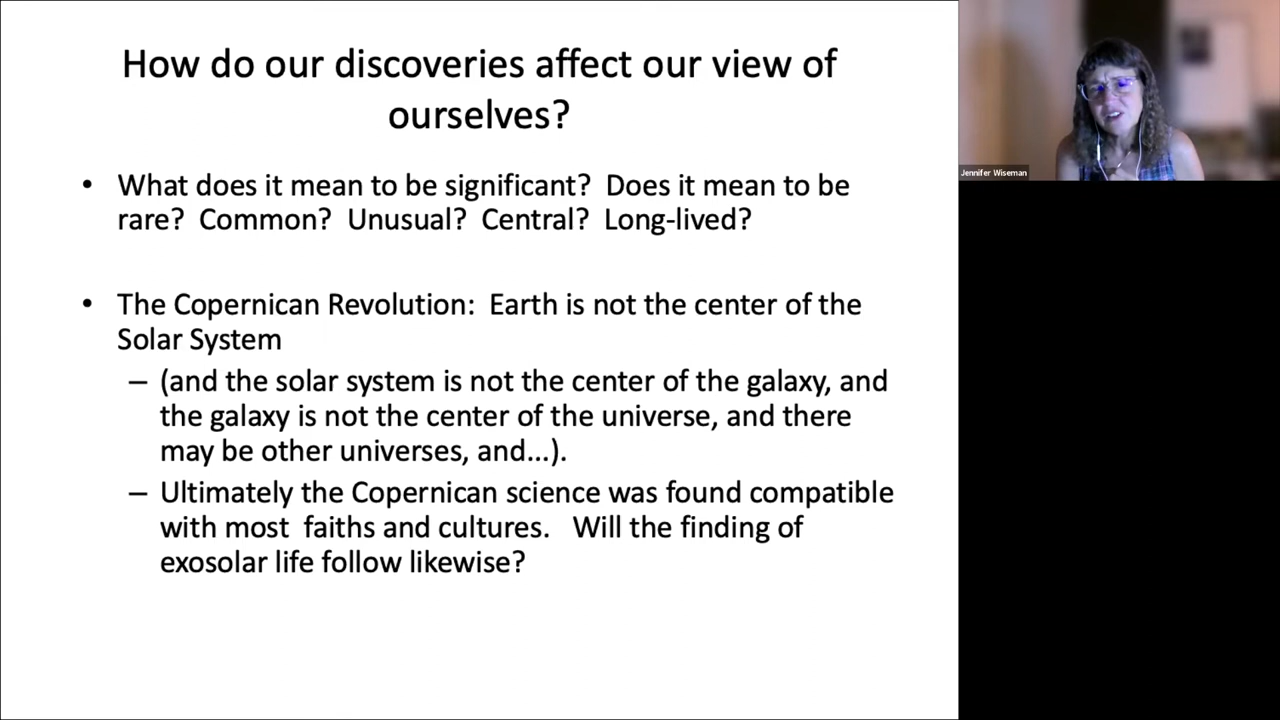 How do our discoveries affect our view of
ourselves?
• What does it mean to be significant?  Does it mean to be
rare?  Common?  Unusual?  Central?  Long-lived?
• The Copernican Revolution:  Earth is not the center of the
Solar System
– (and the solar system is not the center of the galaxy, and
the galaxy is not the center of the universe, and there
may be other universes, and...).
– Ultimately the Copernican science was found compatible
with most  faiths and cultures.   Will the finding of
exosolar life follow likewise?
Jennifer Wiseman